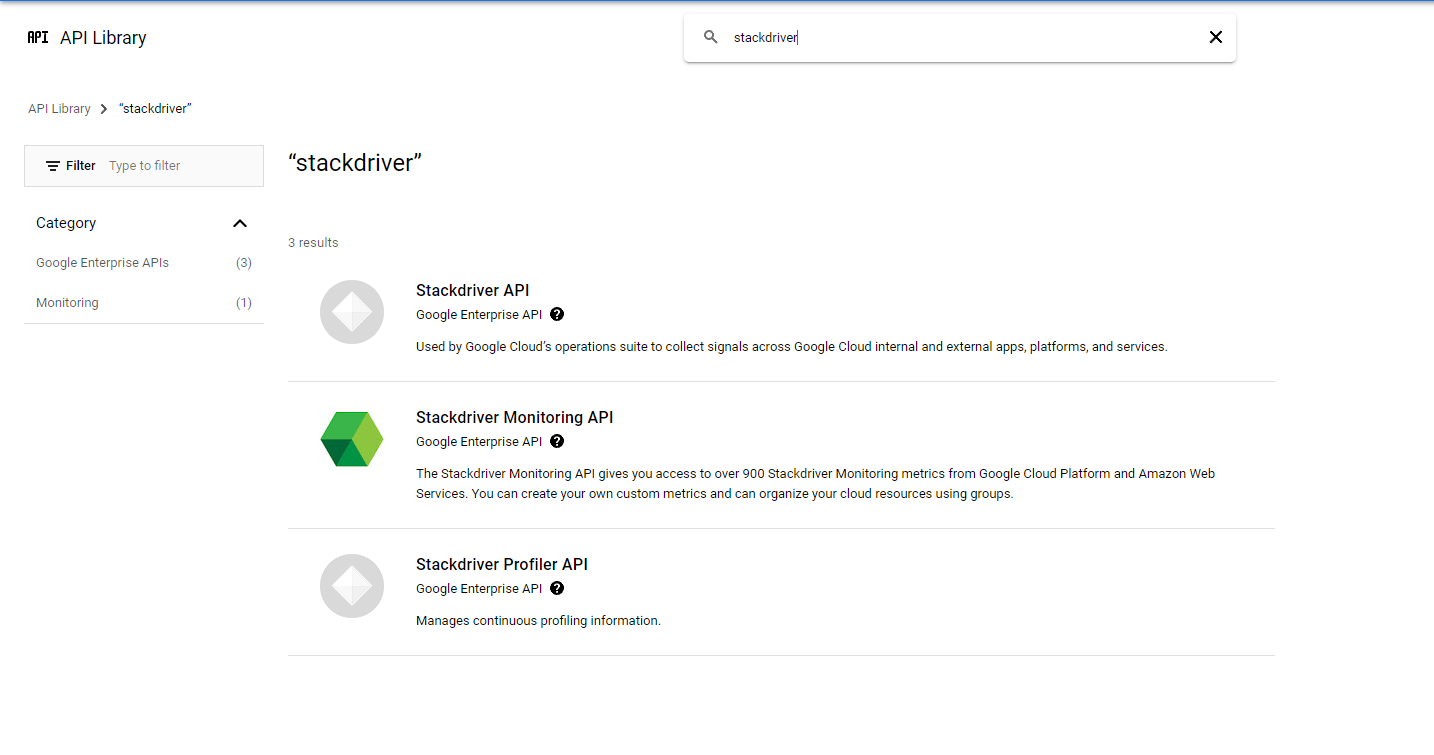 API API Library
stackdriver
API Library > “stackdriver”
Filter Type to filter
“stackdriver”
Category
3 results
Google Enterprise APIs (3)
Monitoring (1)
Stackdriver API
Google Enterprise API ?
Used by Google Cloud’s operations suite to collect signals across Google Cloud internal and external apps, platforms, and services.
Stackdriver Monitoring API
Google Enterprise API ?
The Stackdriver Monitoring API gives you access to over 900 Stackdriver Monitoring metrics from Google Cloud Platform and Amazon Web
Services. You can create your own custom metrics and can organize your cloud resources using groups.
Stackdriver Profiler API
Google Enterprise API ?
Manages continuous profiling information.